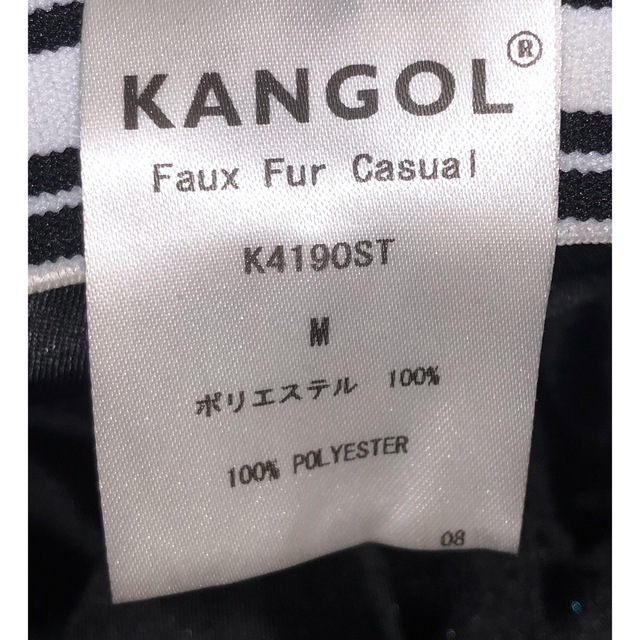 KANGOL®
Faux Fur Casual
K4190ST
M
ポリエステル 100%
100% POLYESTER
08